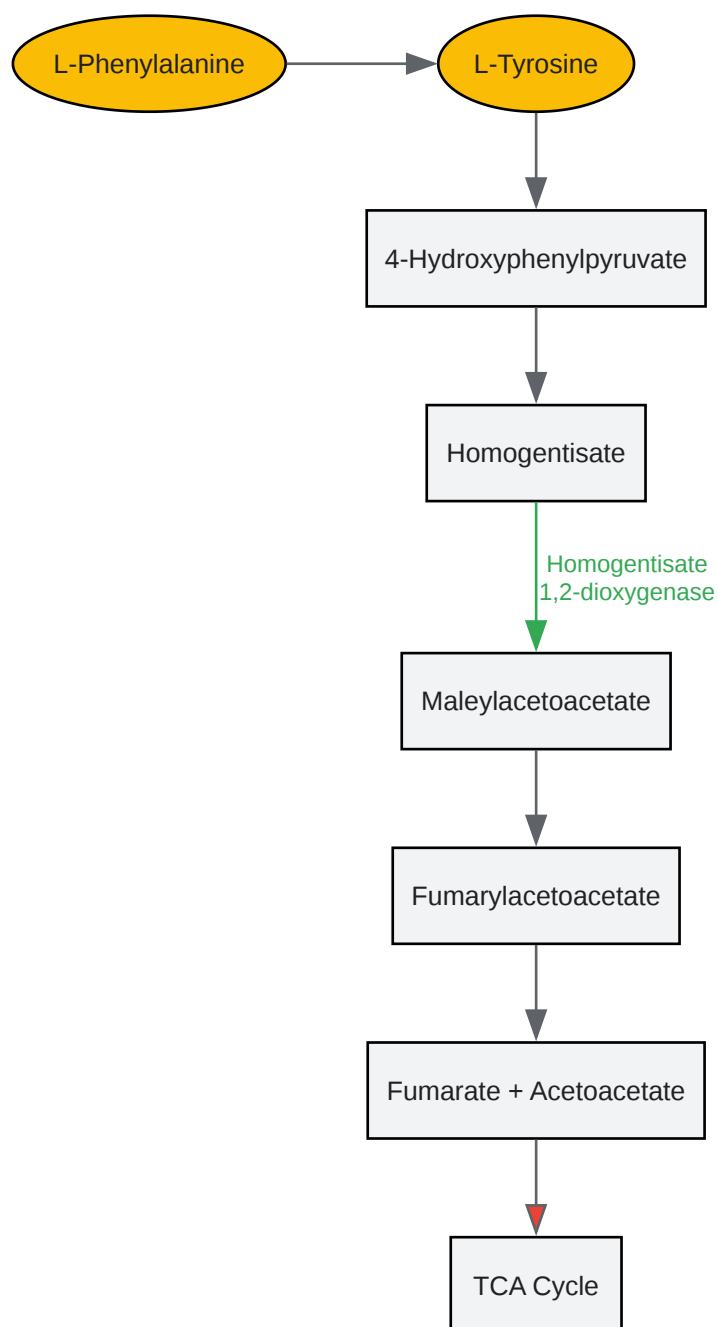 L-Phenylalanine
L-Tyrosine
4-Hydroxyphenylpyruvate
Homogentisate
Homogentisate
1,2-dioxygenase
Maleylacetoacetate
Fumarylacetoacetate
Fumarate + Acetoacetate
TCA Cycle